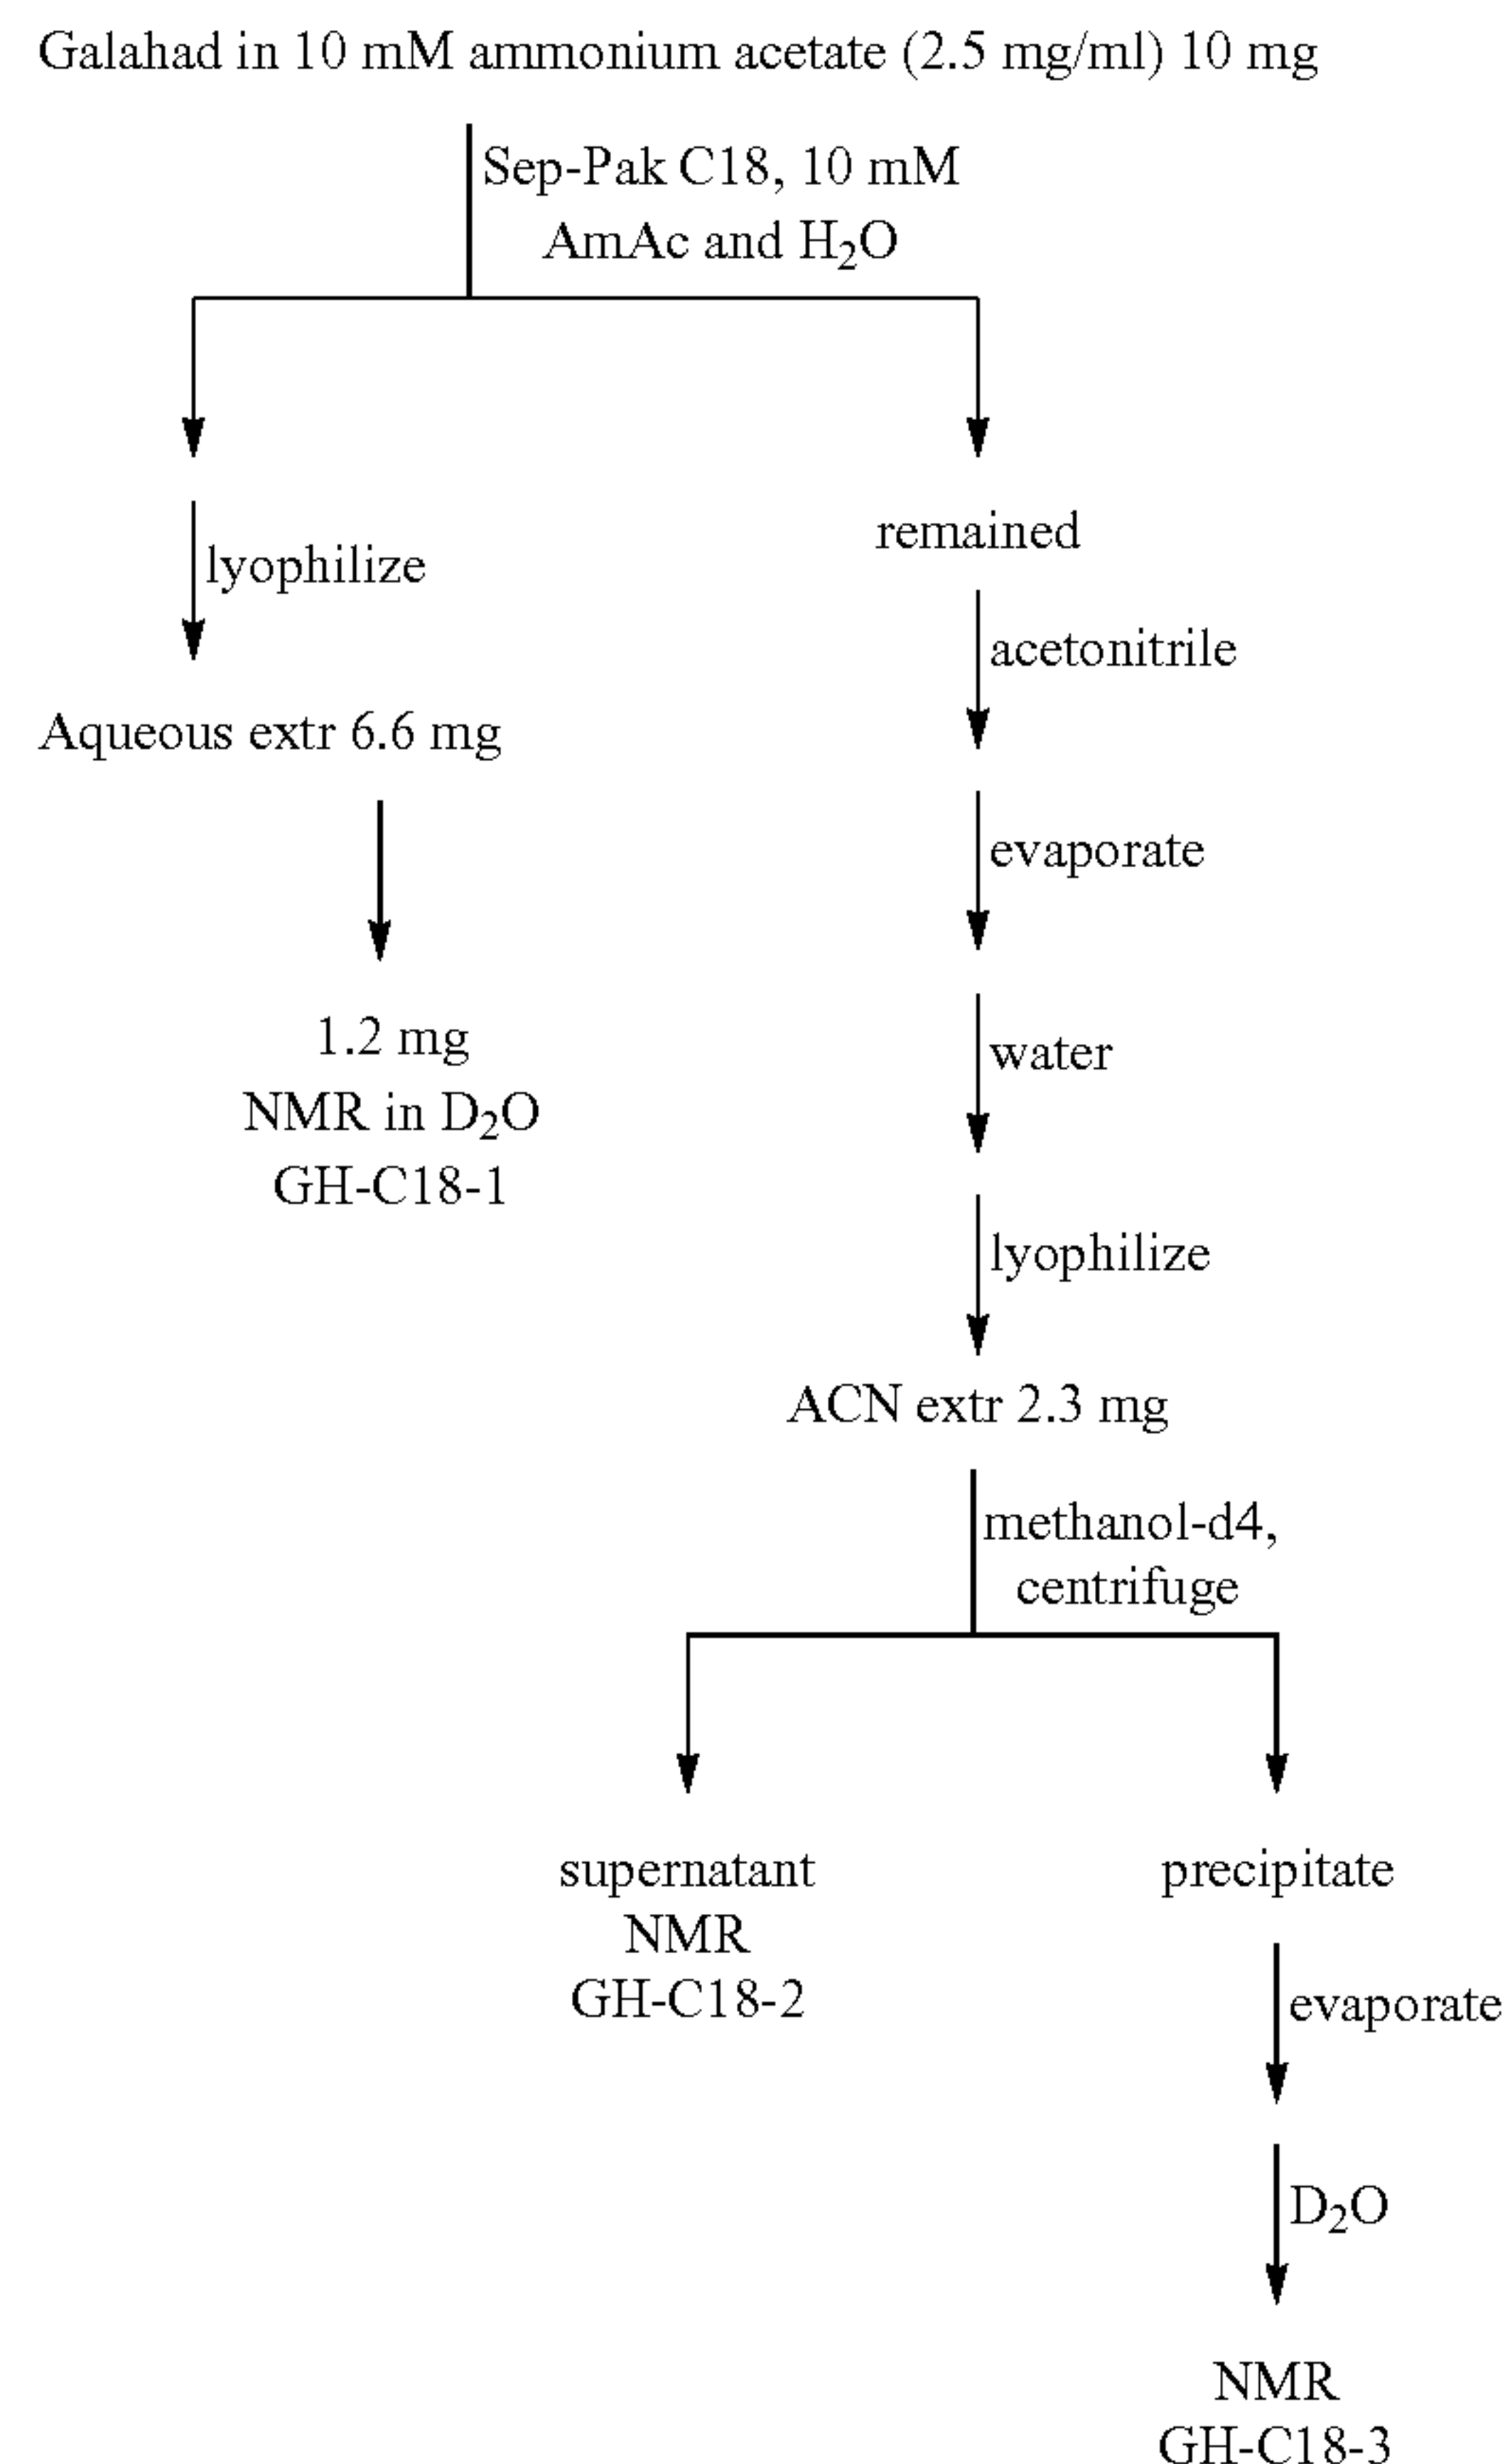 Galahad in 10 mM ammonium acetate (2.5 mg/ml) 10 mg
Sep-Pak C18, 10 mM
AmAc and H₂O
lyophilize
Aqueous extr 6.6 mg
1.2 mg
NMR in D₂O
GH-C18-1
remained
acetonitrile
evaporate
water
lyophilize
ACN extr 2.3 mg
methanol-d4,
centrifuge
supernatant
NMR
GH-C18-2
precipitate
evaporate
D₂O
NMR
GH-C18-3